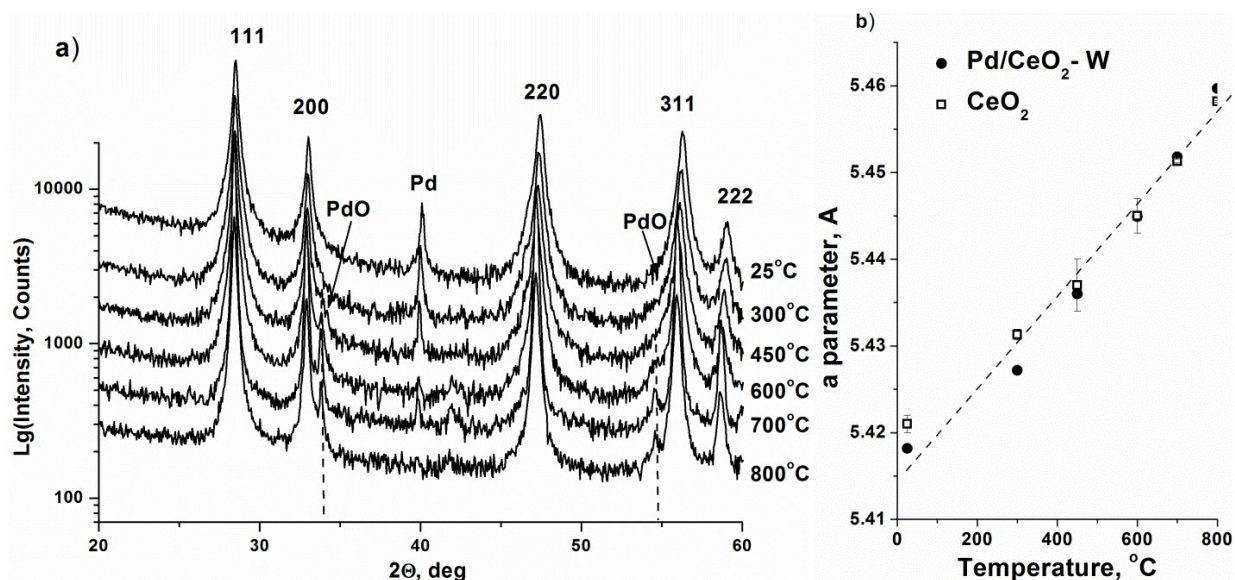 a)
111
200
220
311
222
PdO
Pd
PdO
25°C
300°C
450°C
600°C
700°C
800°C
10000
1000
100
Lg(Intensity, Counts)
20 30 40 50 60
2Θ, deg
b)
Pd/CeO₂- W
CeO₂
5.46
5.45
5.44
5.43
5.42
5.41
a parameter, A
0 200 400 600 800
Temperature, °C